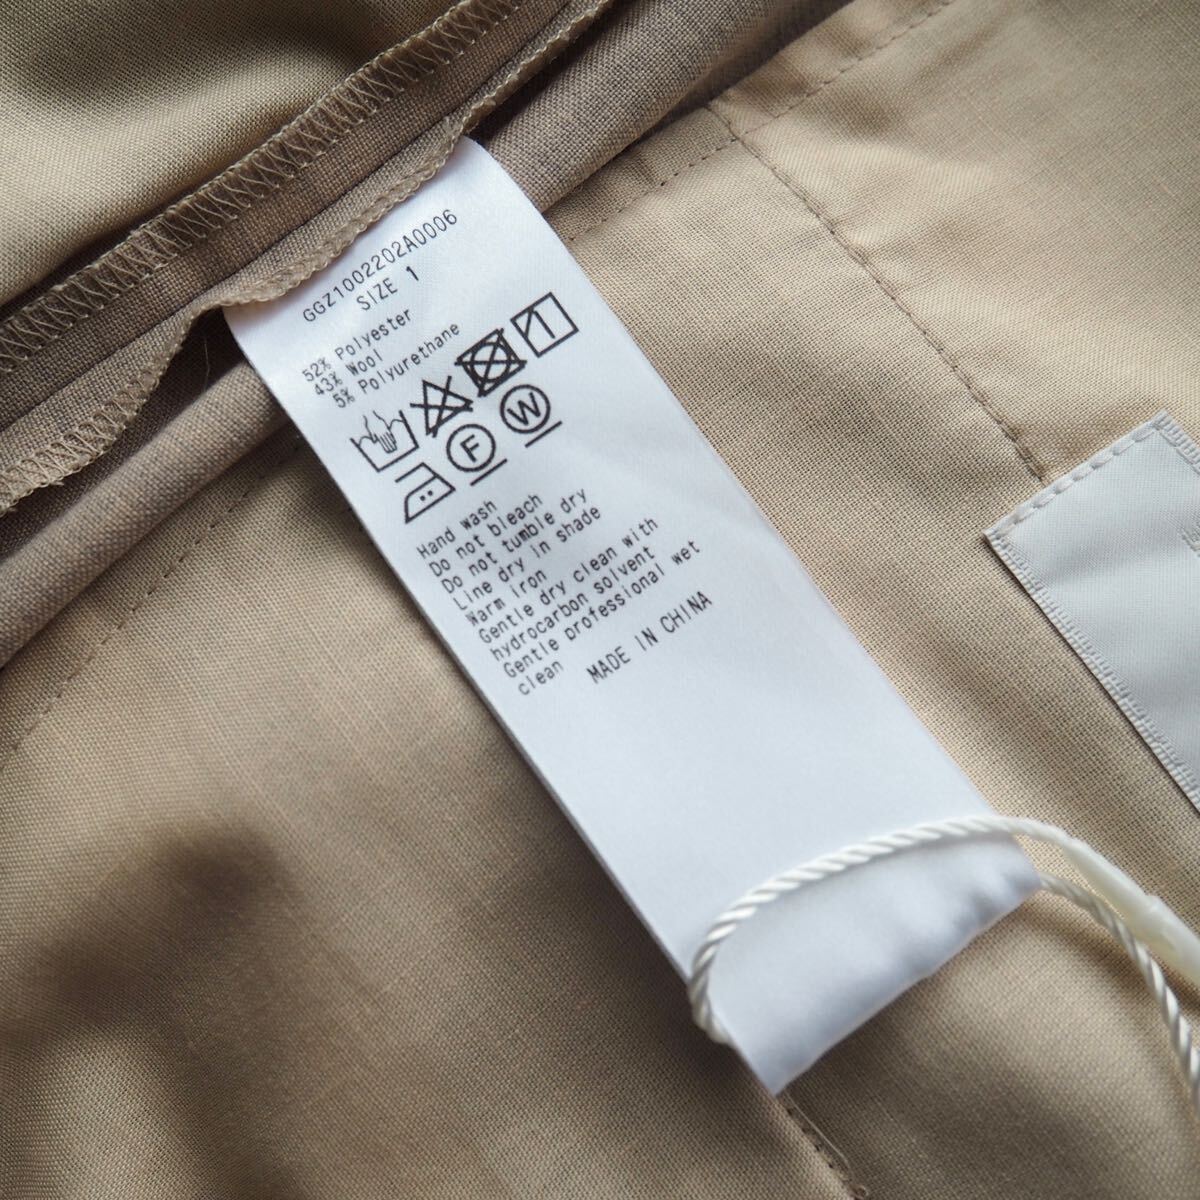 GGZ1002202A0006
SIZE 1
52% Polyester
43% Wool
5% Polyurethane
F
W
Hand wash
Do not bleach
Do not tumble dry
Line dry in shade
Warm iron
Gentle dry clean with
hydrocarbon solvent
Gentle professional wet
clean
MADE IN CHINA